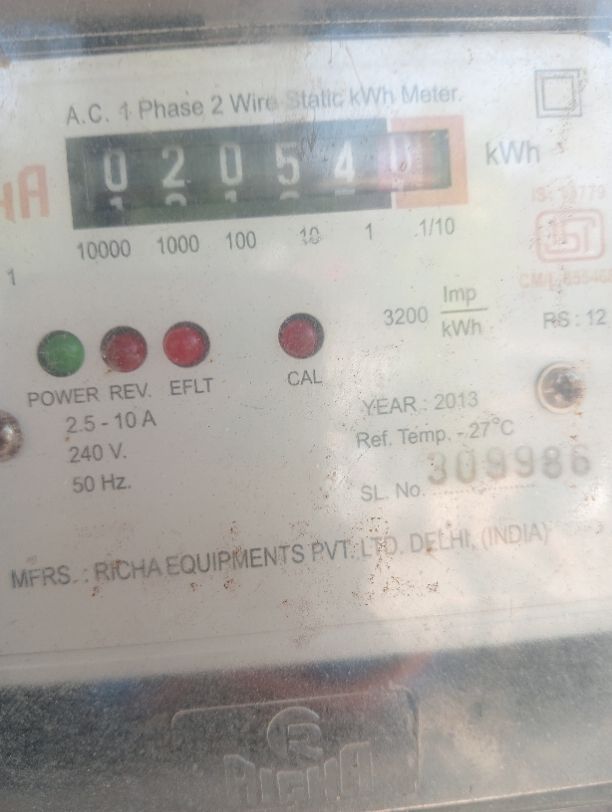 A.C. 1 Phase 2 Wire Static kWh Meter.
0 2 0 5 4
kWh
10000 1000 100 10 1 .1/10
1
3200 Imp/kWh
RS : 12
POWER REV. EFLT CAL
2.5 - 10 A
240 V.
50 Hz.
YEAR : 2013
Ref. Temp. - 27°C
SL. No. 309986
MFRS. : RICHA EQUIPMENTS PVT. LTD. DELHI, (INDIA)
R
RICHA